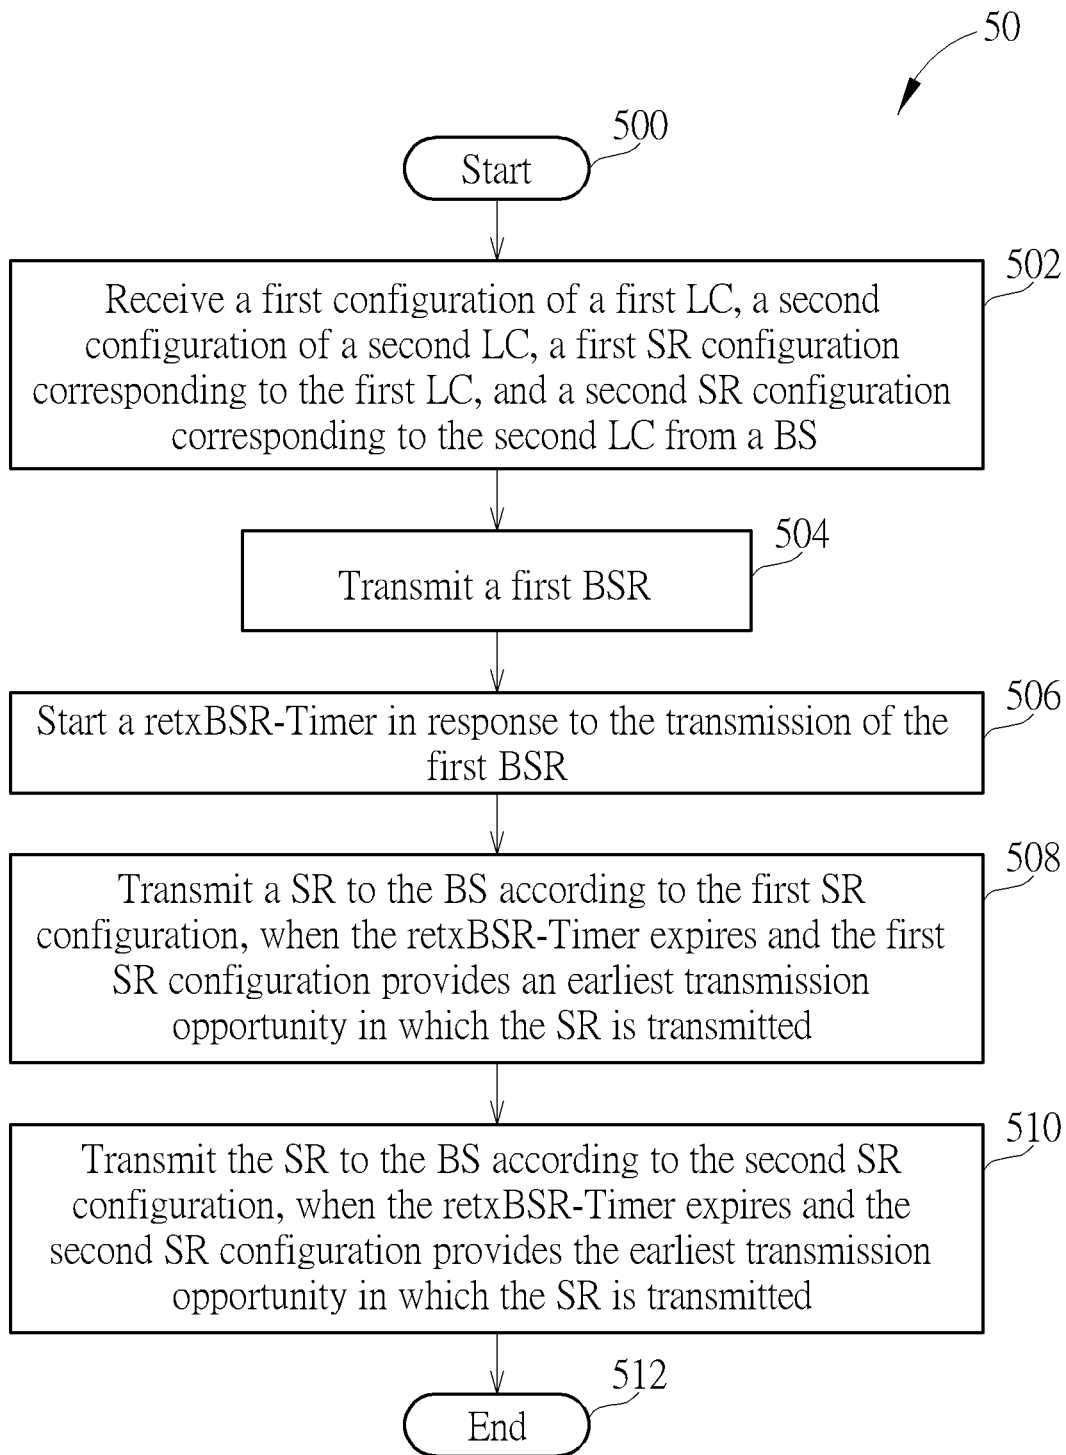 50
500
Start
502
Receive a first configuration of a first LC, a second
configuration of a second LC, a first SR configuration
corresponding to the first LC, and a second SR configuration
corresponding to the second LC from a BS
504
Transmit a first BSR
506
Start a retxBSR-Timer in response to the transmission of the
first BSR
508
Transmit a SR to the BS according to the first SR
configuration, when the retxBSR-Timer expires and the first
SR configuration provides an earliest transmission
opportunity in which the SR is transmitted
510
Transmit the SR to the BS according to the second SR
configuration, when the retxBSR-Timer expires and the
second SR configuration provides the earliest transmission
opportunity in which the SR is transmitted
512
End